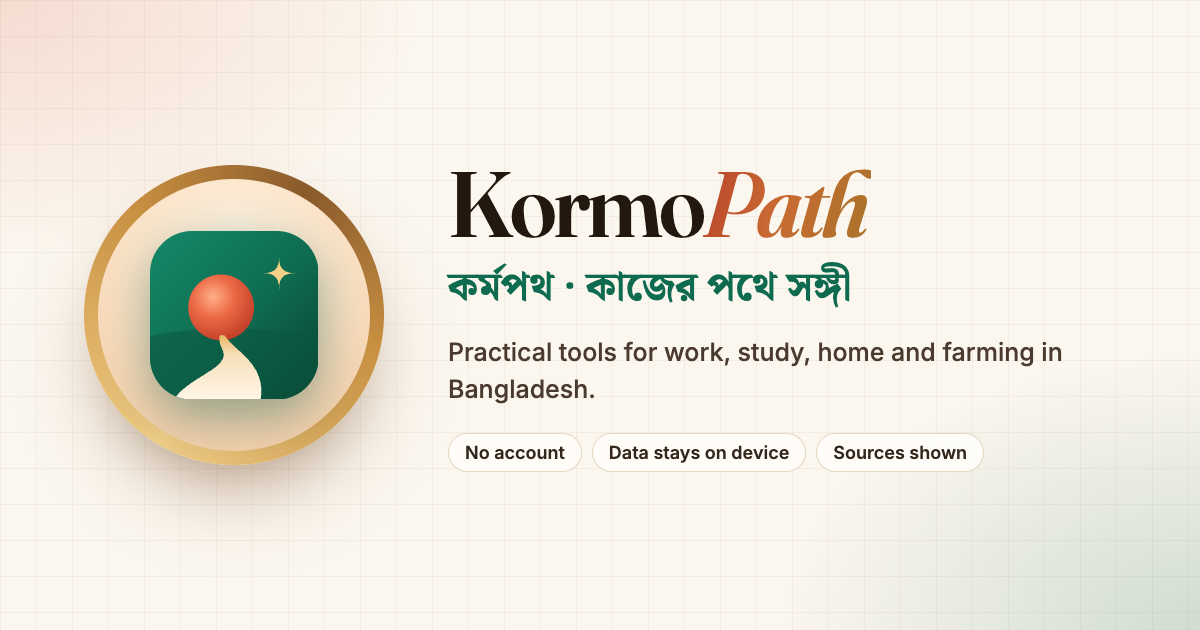 KormoPath
কর্মপথ · কাজের পথে সঙ্গী
Practical tools for work, study, home and farming in
Bangladesh.
No account
Data stays on device
Sources shown